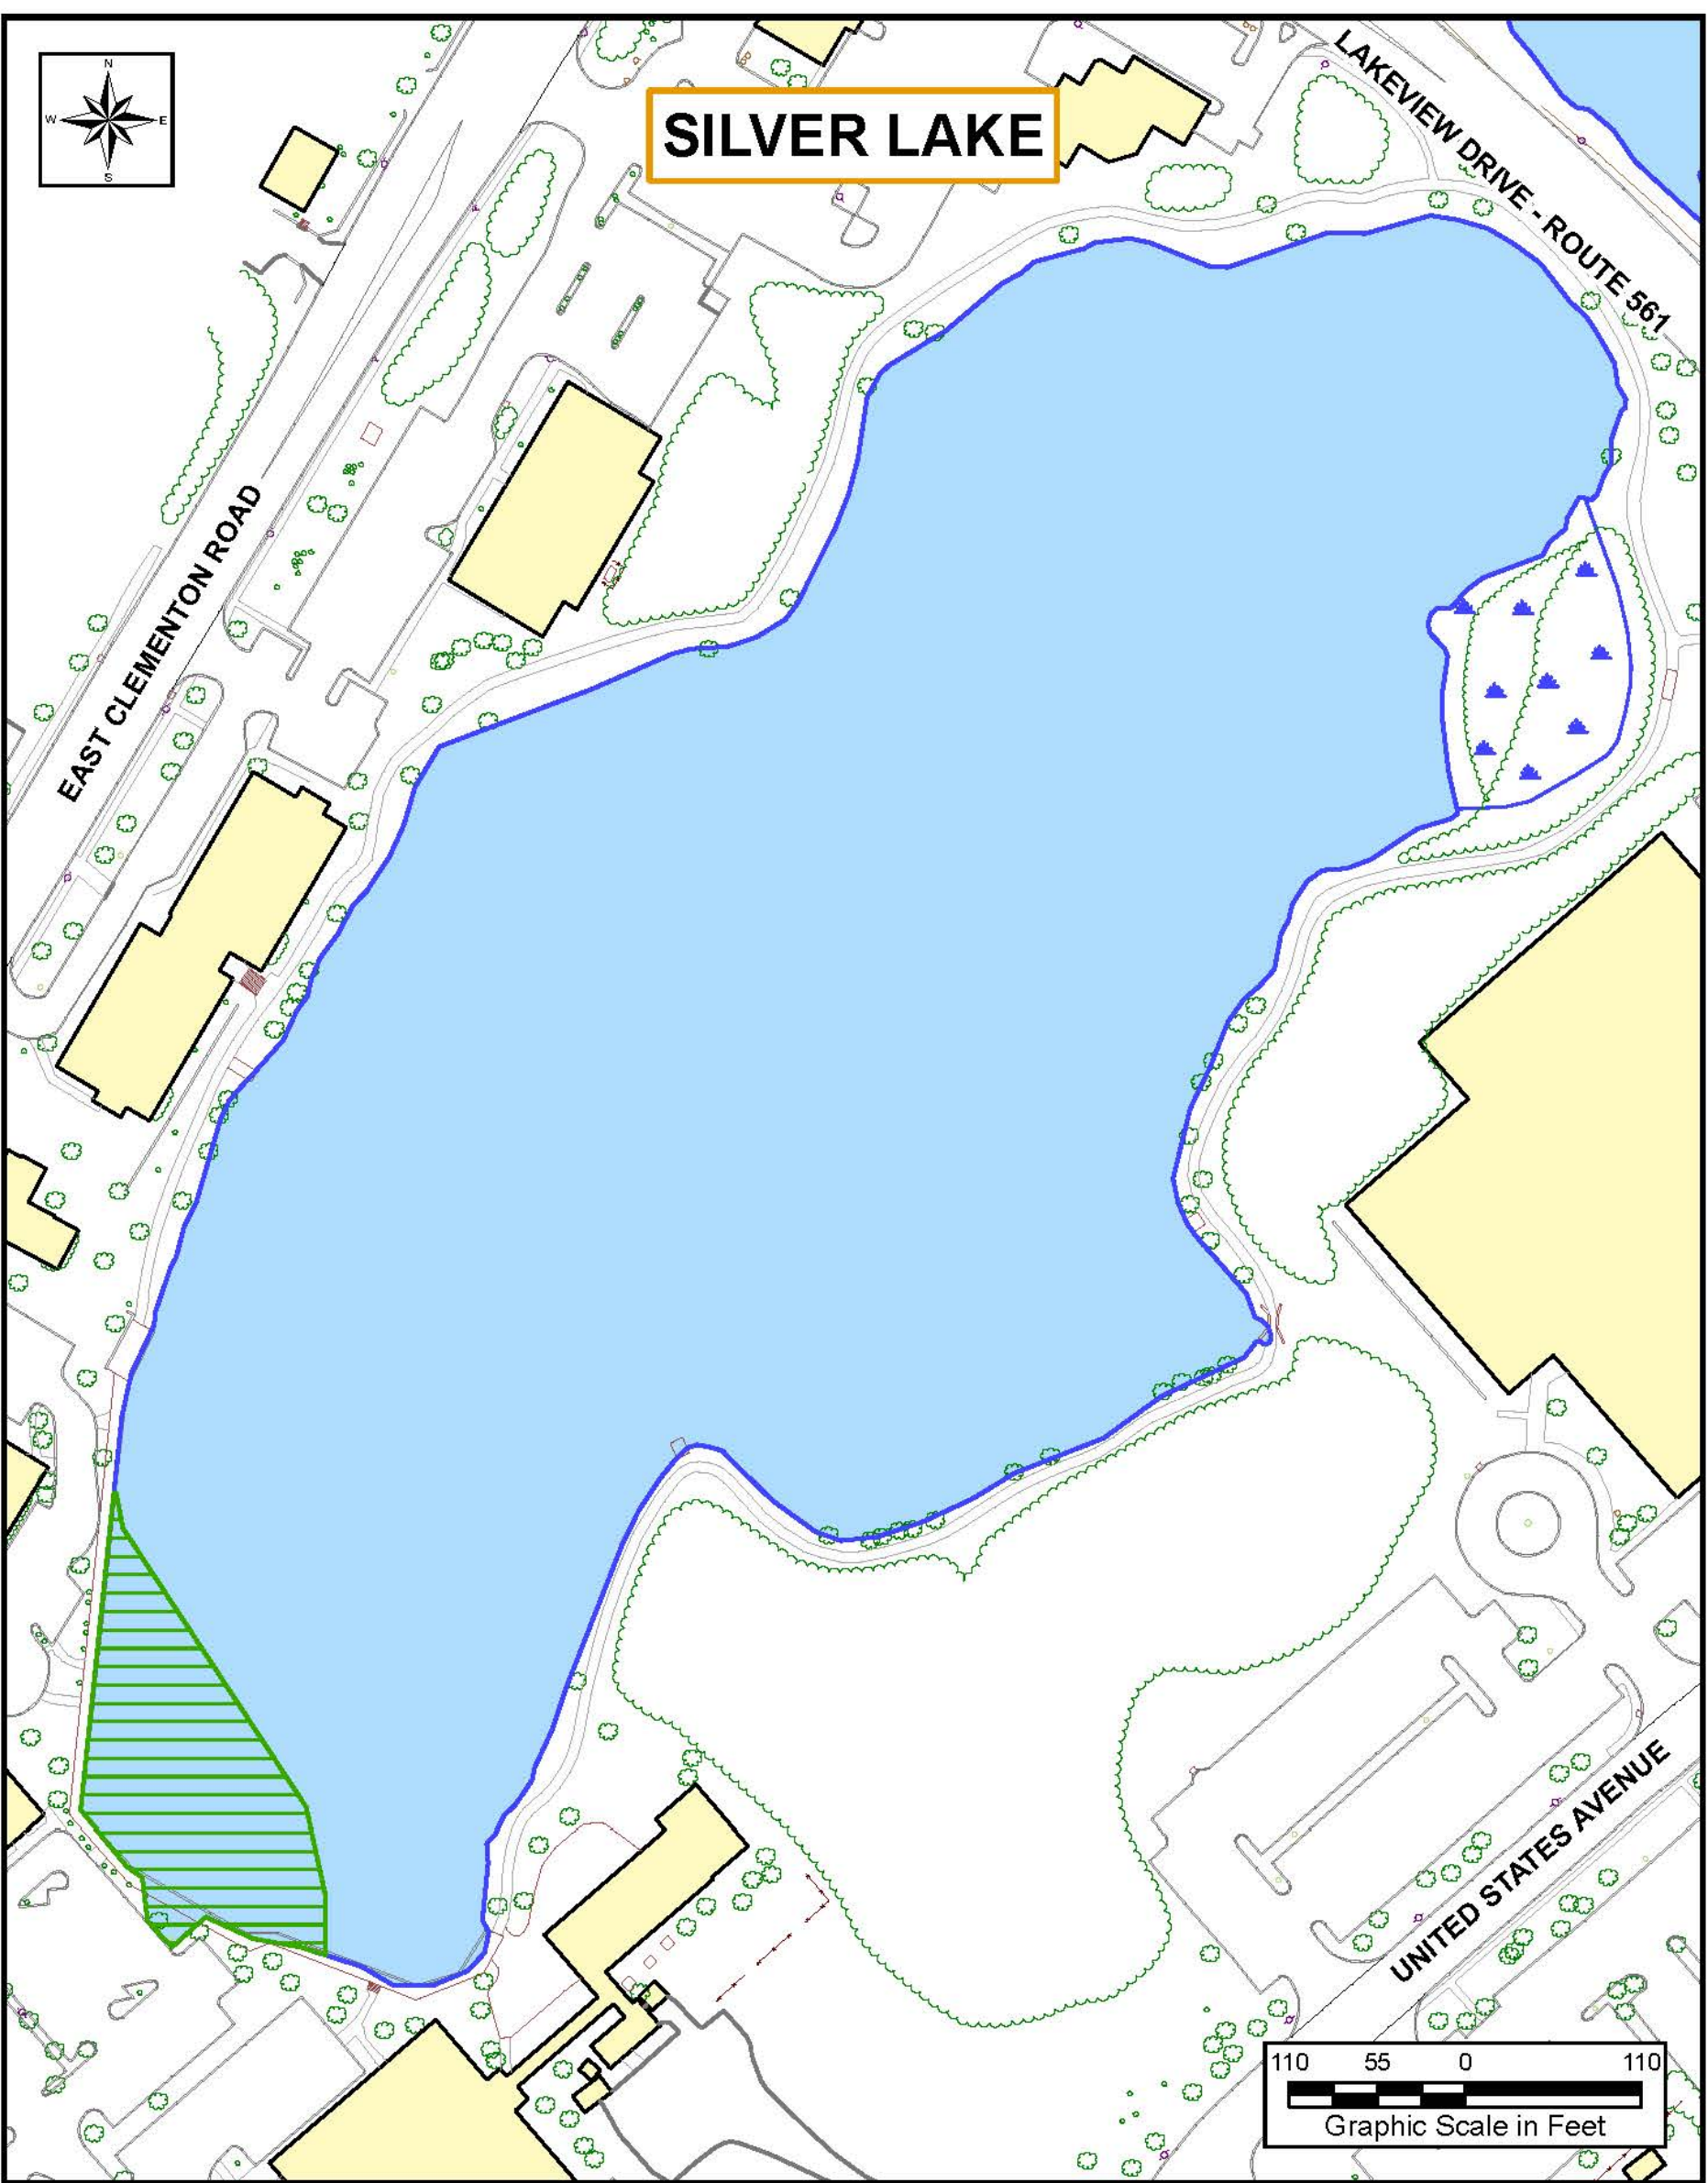 N
W E
S
SILVER LAKE
LAKEVIEW DRIVE - ROUTE 561
EAST CLEMENTON ROAD
UNITED STATES AVENUE
110 55 0 110
Graphic Scale in Feet